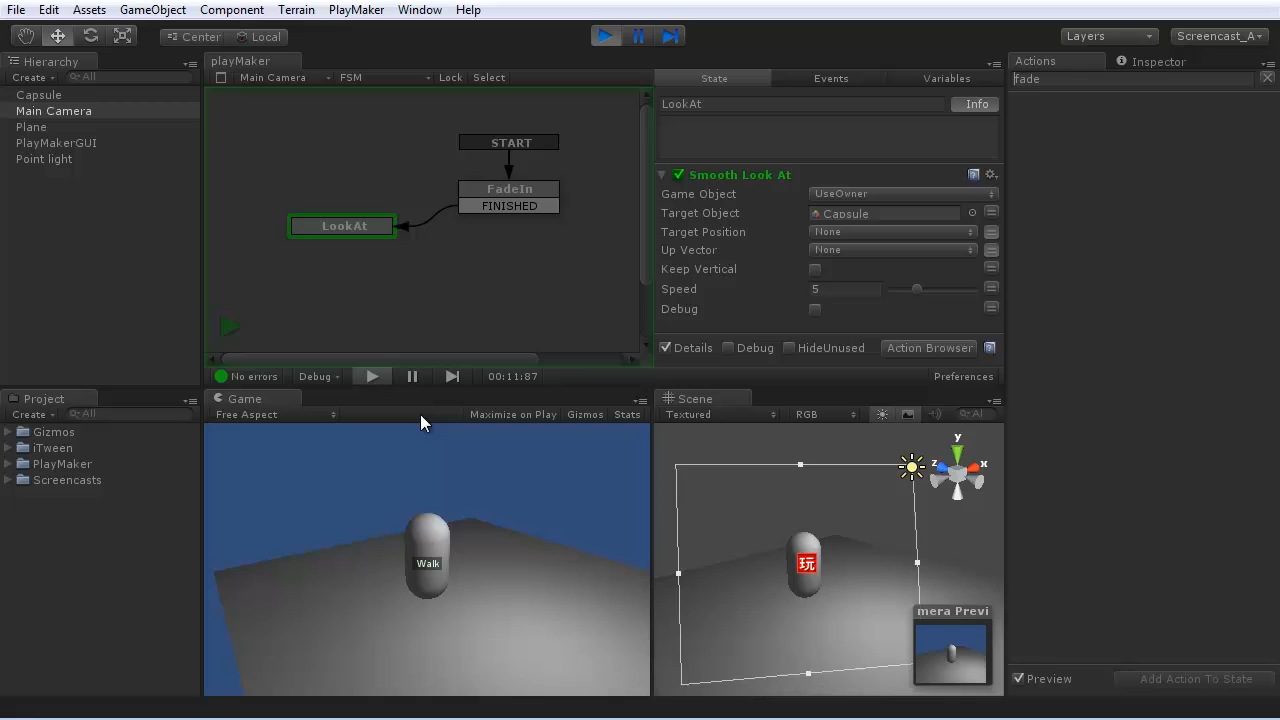 File Edit Assets GameObject Component Terrain PlayMaker Window Help
Center Local Layers Screencast_A
Hierarchy
Create All
Capsule
Main Camera
Plane
PlayMakerGUI
Point light
playMaker
Main Camera FSM Lock Select
START
FadeIn
FINISHED
LookAt
No errors Debug 00:11:87 Preferences
State Events Variables
LookAt Info
Smooth Look At
Game Object UseOwner
Target Object Capsule
Target Position None
Up Vector None
Keep Vertical
Speed 5
Debug
Details Debug HideUnused Action Browser
Actions Inspector
fade
Preview Add Action To State
Project
Create All
Gizmos
iTween
PlayMaker
Screencasts
Game
Free Aspect Maximize on Play Gizmos Stats
Walk
Scene
Textured RGB Al
y
z x
玩
mera Previ